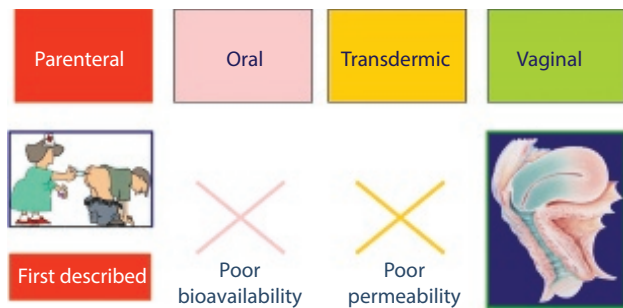 Parenteral
Oral
Transdermic
Vaginal
First described
Poor
bioavailability
Poor
permeability